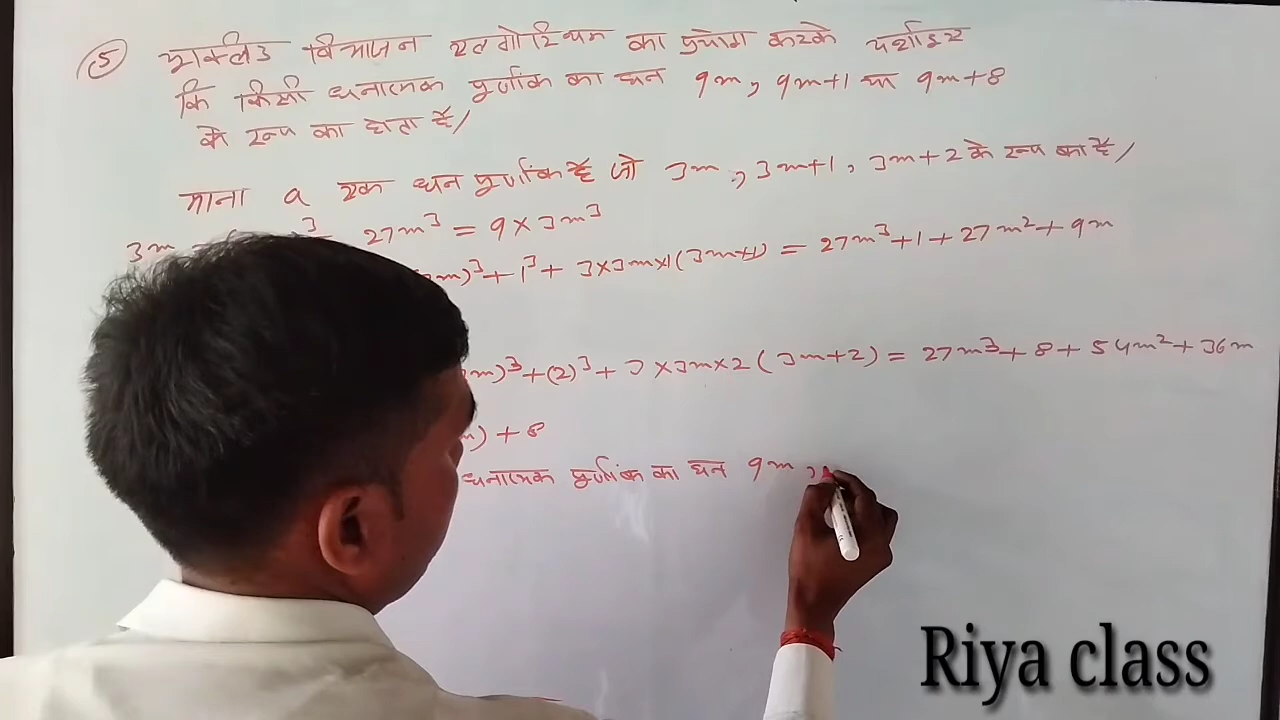 ⑤ यूक्लिड विभाजन एल्गोरिथम का प्रयोग करके दर्शाइए
कि किसी धनात्मक पूर्णांक का घन 9m, 9m+1 या 9m+8
के रूप का होता है/
माना a एक धन पूर्णांक है जो 3m, 3m+1, 3m+2 के रूप का है/
3m 27m³ = 9×3m³
m)³ + 1³ + 3×3m×1(3m+1) = 27m³+1+27m²+9m
m)³+(2)³+ 3×3m×2(3m+2) = 27m³+8+54m²+36m
m) + 8
धनात्मक पूर्णांक का घन 9m,
Riya class